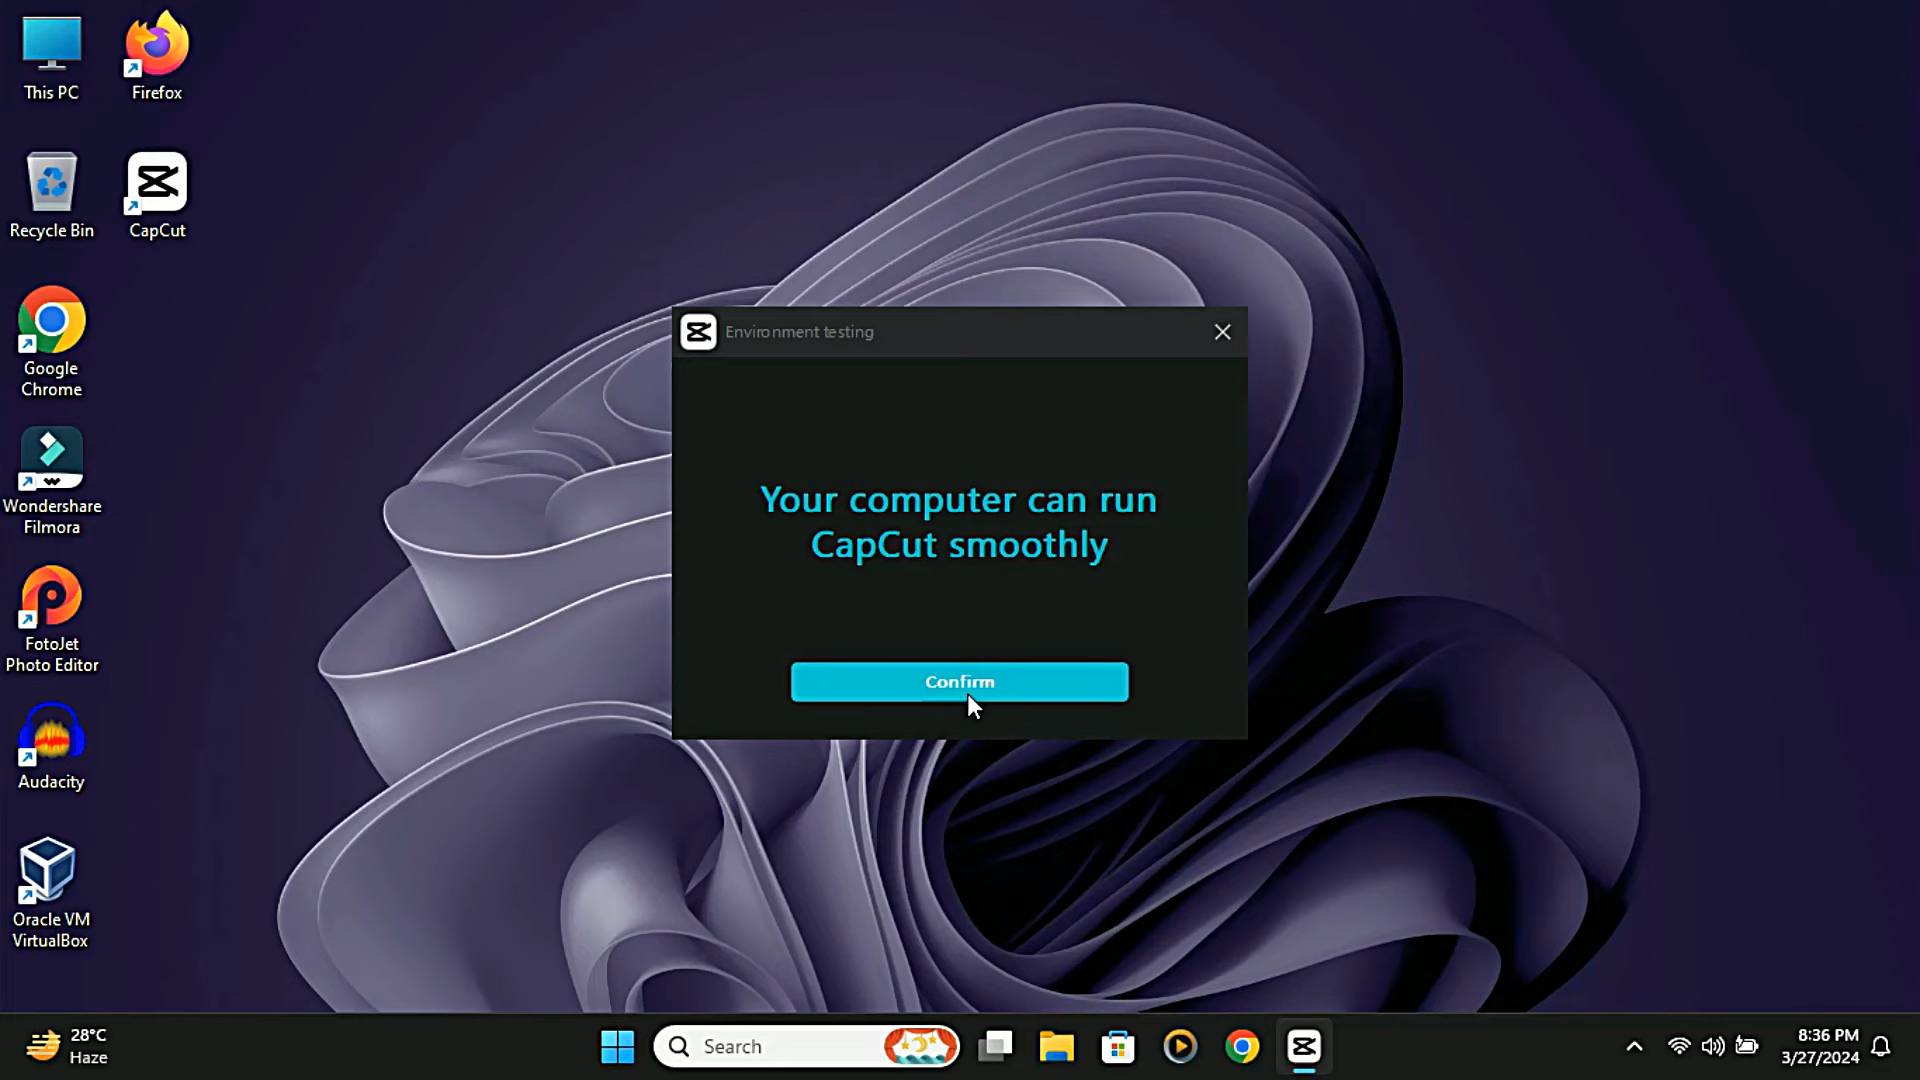 This PC
Firefox
Recycle Bin
CapCut
Google
Chrome
Wondershare
Filmora
FotoJet
Photo Editor
Audacity
Oracle VM
VirtualBox
Environment testing
Your computer can run
CapCut smoothly
Confirm
28°C
Haze
Search
8:36 PM
3/27/2024